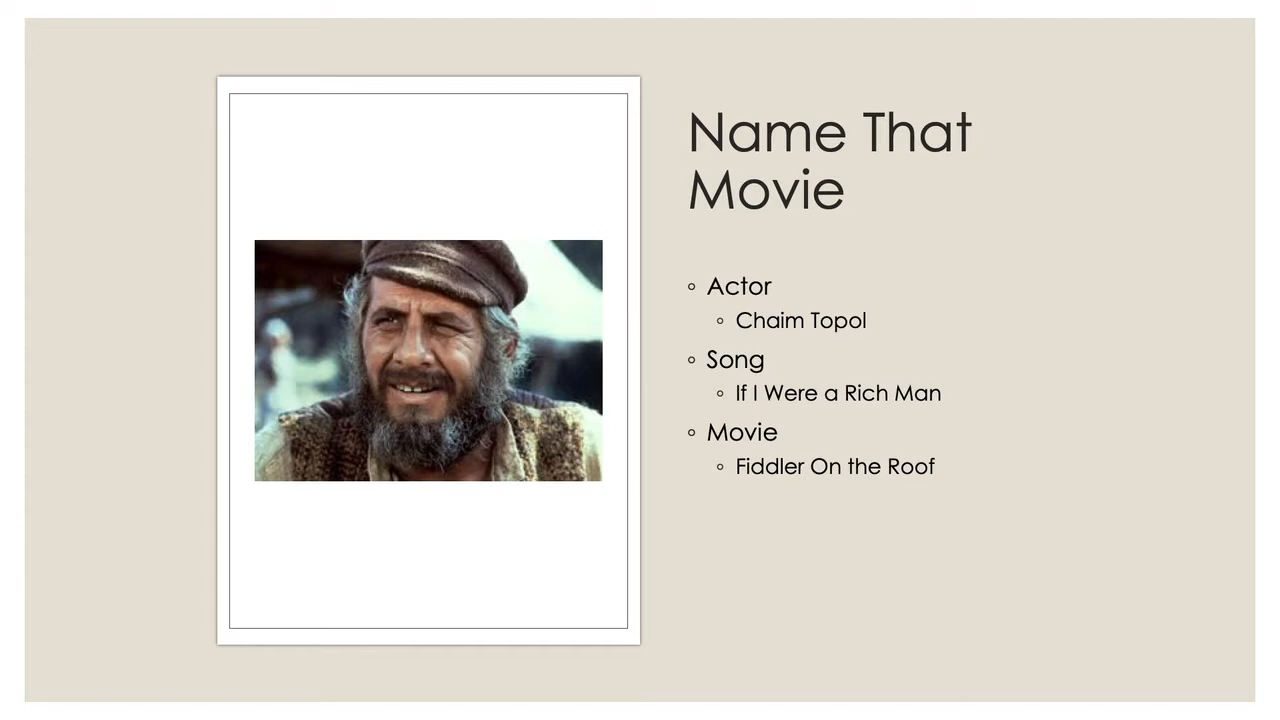 Name That
Movie
Actor
Chaim Topol
Song
If I Were a Rich Man
Movie
Fiddler On the Roof